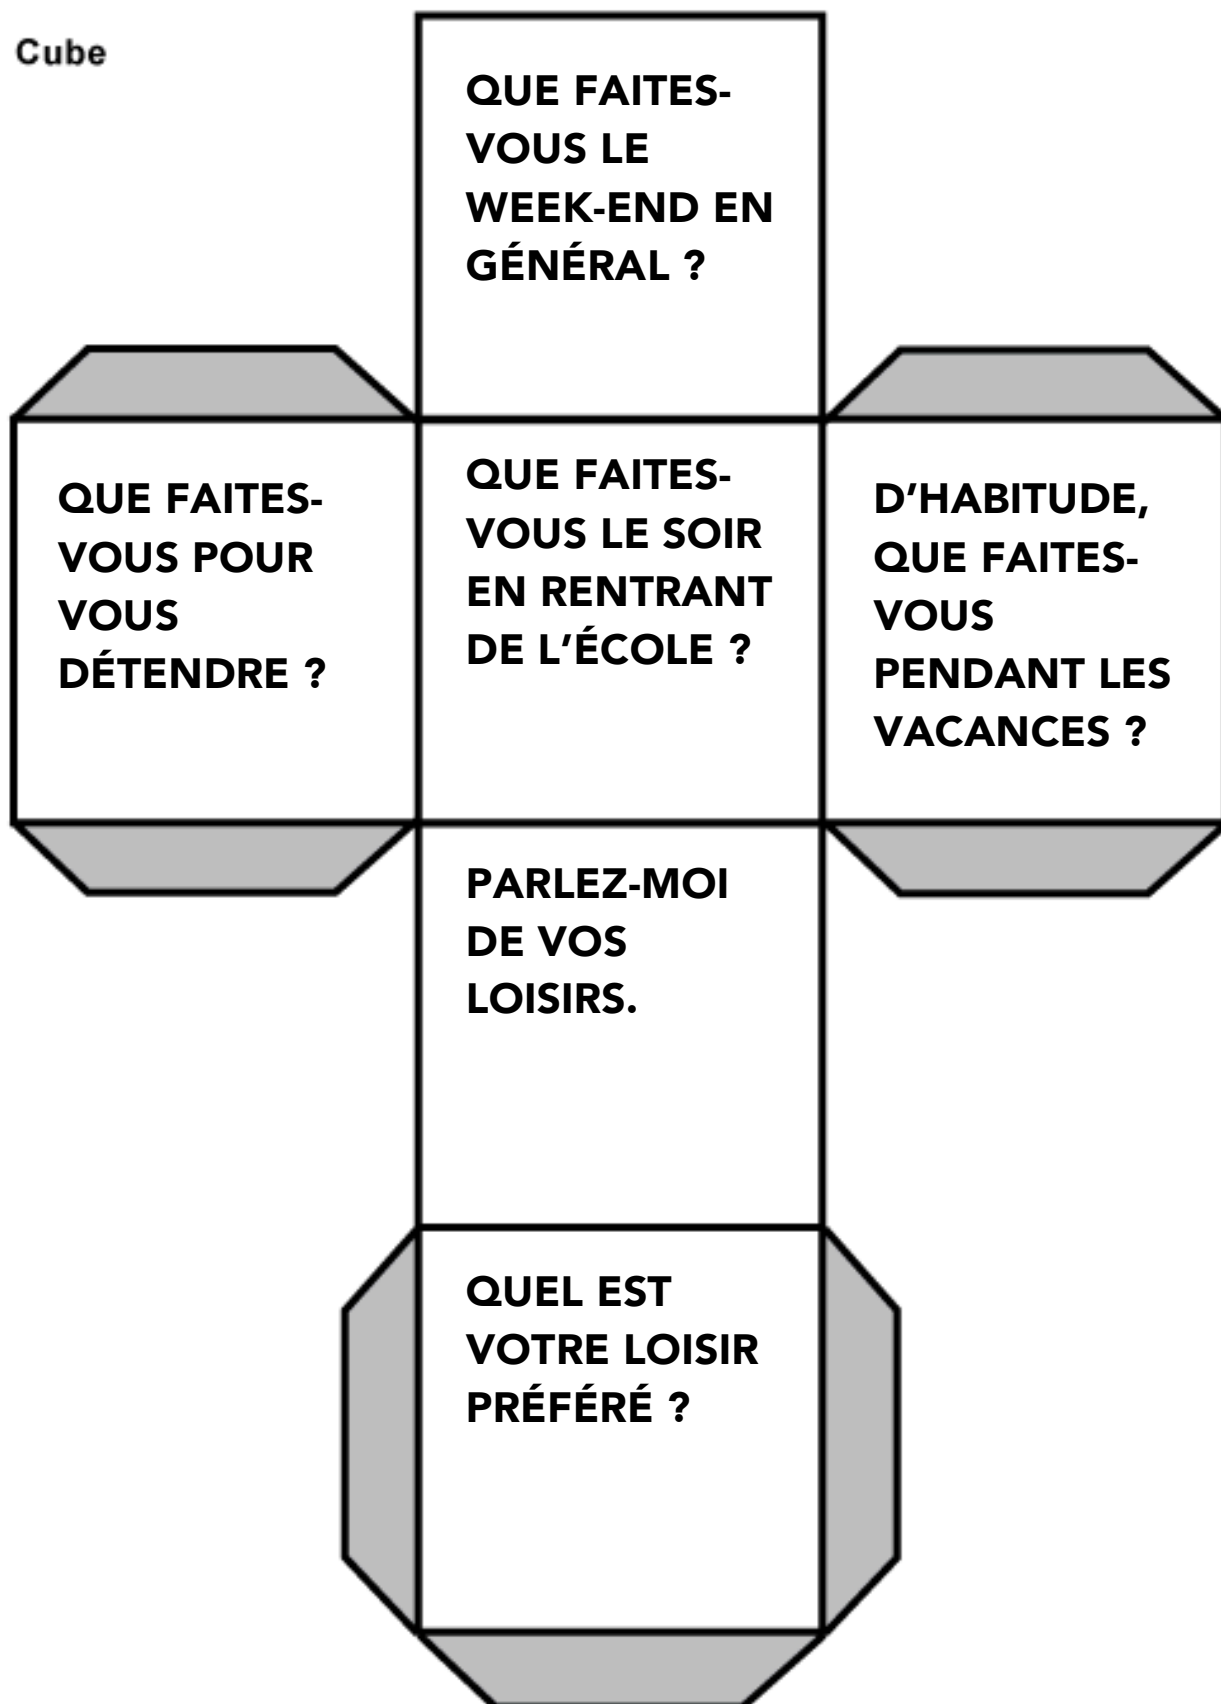 Cube
QUE FAITES-
VOUS LE
WEEK-END EN
GÉNÉRAL ?
QUE FAITES-
VOUS POUR
VOUS
DÉTENDRE ?
QUE FAITES-
VOUS LE SOIR
EN RENTRANT
DE L’ÉCOLE ?
D’HABITUDE,
QUE FAITES-
VOUS
PENDANT LES
VACANCES ?
PARLEZ-MOI
DE VOS
LOISIRS.
QUEL EST
VOTRE LOISIR
PRÉFÉRÉ ?